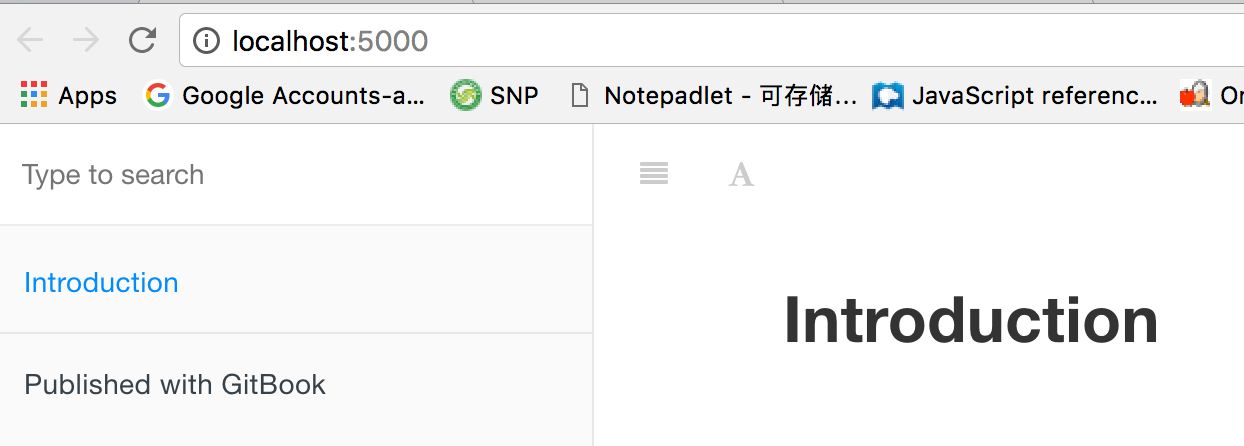 localhost:5000
Apps Google Accounts-a... SNP Notepadlet - 可存储... JavaScript referenc... Or
Type to search
A
Introduction
Introduction
Published with GitBook